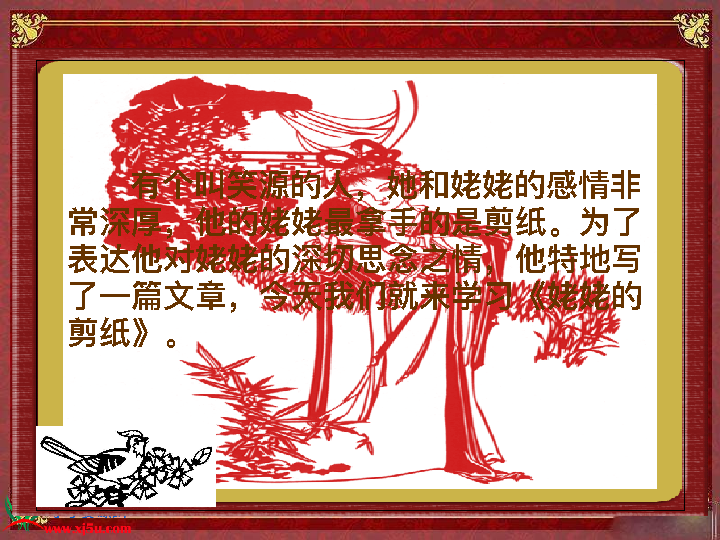 有个叫笑源的人，她和姥姥的感情非
常深厚，他的姥姥最拿手的是剪纸。为了
表达他对姥姥的深切思念之情，他特地写
了一篇文章，今天我们就来学习《姥姥的
剪纸》。
www.xj5u.com